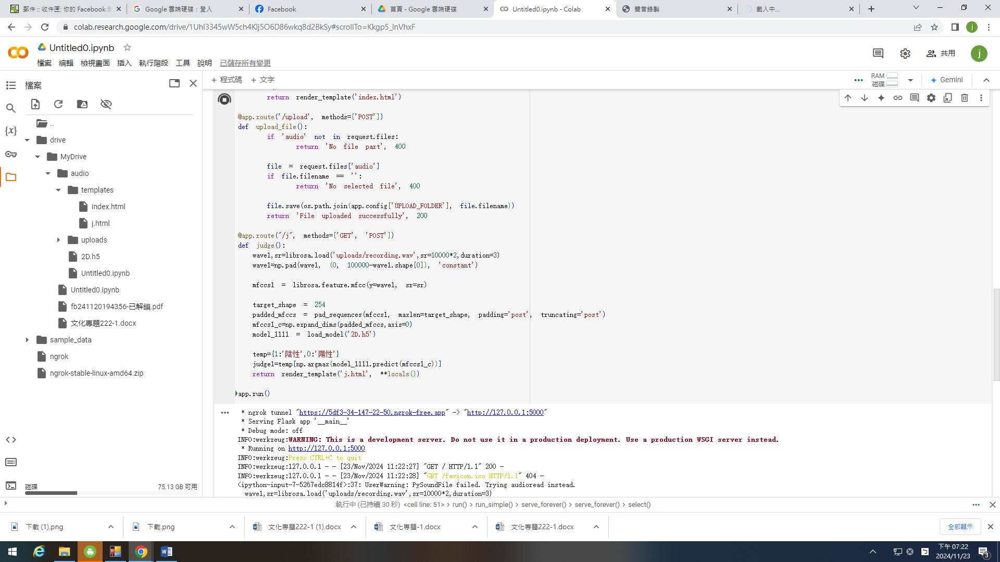 郵件 :: 收件匣: 你的 Facebook
Google 雲端硬碟：登入
Facebook
首頁 - Google 雲端硬碟
Untitled0.ipynb - Colab
聲音錄製
載入中...
colab.research.google.com/drive/1UhI3345wW5ch4KIj5O6D86wkq8d2BkSy#scrollTo=Kkgp5_InVhxF
j
Untitled0.ipynb
檔案 編輯 檢視畫面 插入 執行階段 工具 說明 已儲存所有變更
共用
j
檔案
+ 程式碼 + 文字
RAM
磁碟
Gemini
..
drive
MyDrive
audio
templates
index.html
j.html
uploads
2D.h5
Untitled0.ipynb
Untitled0.ipynb
fb241120194356-已解鎖.pdf
文化專題222-1.docx
sample_data
ngrok
ngrok-stable-linux-amd64.zip
磁碟
75.13 GB 可用
return render_template('index.html')
@app.route('/upload', methods=['POST'])
def upload_file():
if 'audio' not in request.files:
return 'No file part', 400
file = request.files['audio']
if file.filename == '':
return 'No selected file', 400
file.save(os.path.join(app.config['UPLOAD_FOLDER'], file.filename))
return 'File uploaded successfully', 200
@app.route("/j", methods=['GET', 'POST'])
def judge():
wave1,sr=librosa.load('uploads/recording.wav',sr=10000*2,duration=3)
wave1=np.pad(wave1, (0, 100000-wave1.shape[0]), 'constant')
mfccs1 = librosa.feature.mfcc(y=wave1, sr=sr)
target_shape = 254
padded_mfccs = pad_sequences(mfccs1, maxlen=target_shape, padding='post', truncating='post')
mfccs1_c=np.expand_dims(padded_mfccs,axis=0)
model_1111 = load_model('2D.h5')
temp={1:'陰性',0:'陽性'}
judge1=temp[np.argmax(model_1111.predict(mfccs1_c))]
return render_template('j.html', **locals())
app.run()
* ngrok tunnel "https://5df3-34-147-22-50.ngrok-free.app" -> "http://127.0.0.1:5000"
* Serving Flask app '__main__'
* Debug mode: off
INFO:werkzeug:WARNING: This is a development server. Do not use it in a production deployment. Use a production WSGI server instead.
* Running on http://127.0.0.1:5000
INFO:werkzeug:Press CTRL+C to quit
INFO:werkzeug:127.0.0.1 - - [23/Nov/2024 11:22:27] "GET / HTTP/1.1" 200 -
INFO:werkzeug:127.0.0.1 - - [23/Nov/2024 11:22:28] "GET /favicon.ico HTTP/1.1" 404 -
<ipython-input-7-5267edc8814f>:37: UserWarning: PySoundFile failed. Trying audioread instead.
wave1,sr=librosa.load('uploads/recording.wav',sr=10000*2,duration=3)
執行中 (已持續 30 秒) <cell line: 51> > run() > run_simple() > serve_forever() > serve_forever() > select()
下載 (1).png
下載.png
文化專題222-1 (1).docx
文化專題-1.docx
文化專題222-1.docx
全部顯示
下午 07:22
2024/11/23
3